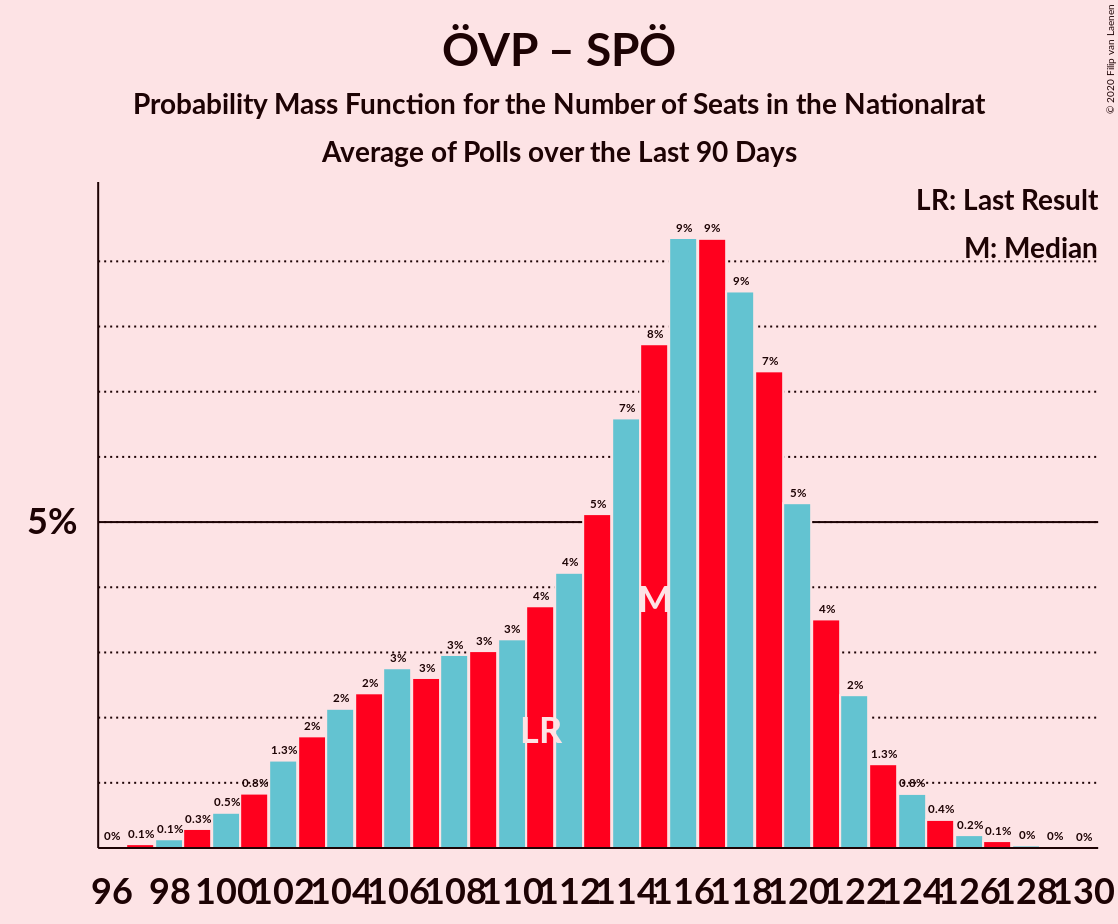 ÖVP – SPÖ
Probability Mass Function for the Number of Seats in the Nationalrat
Average of Polls over the Last 90 Days
© 2020 Filip van Laenen
LR: Last Result
M: Median
5%
0% 0.1% 0.1% 0.3% 0.5% 0.8% 1.3% 2% 2% 2% 3% 3% 3% 3% 3% 4% 4% 5% 7% 8% 9% 9% 9% 7% 5% 4% 2% 1.3% 0.8% 0.4% 0.2% 0.1% 0% 0% 0%
M
LR
96 98 100 102 104 106 108 110 112 114 116 118 120 122 124 126 128 130